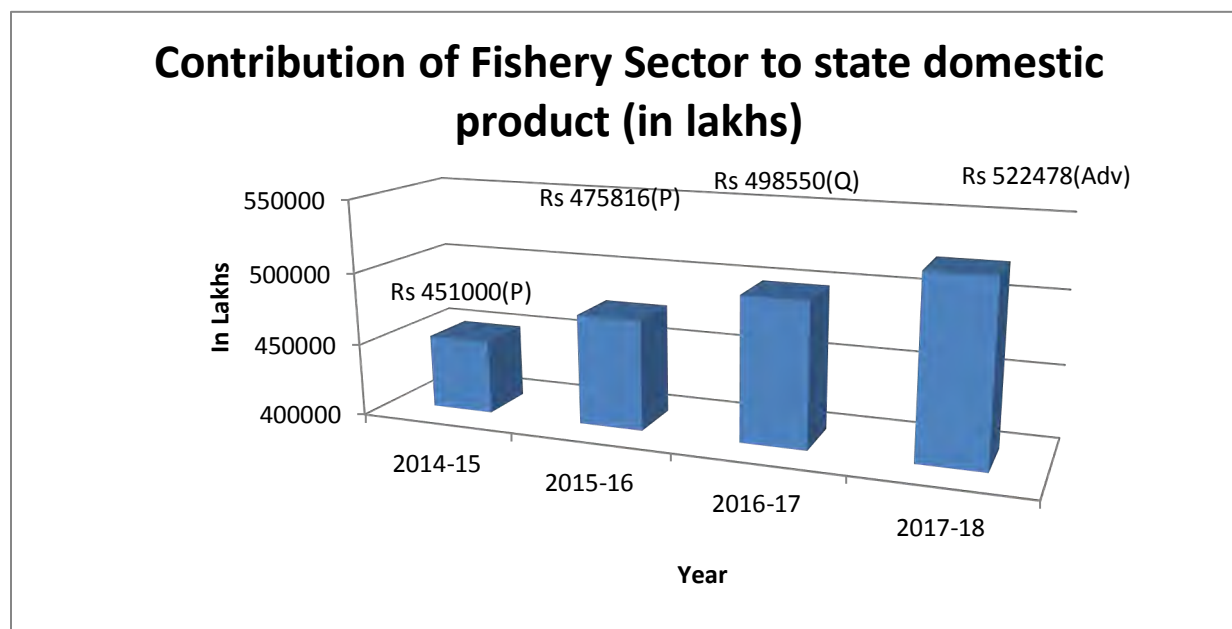 Contribution of Fishery Sector to state domestic
product (in lakhs)
550000
500000
450000
400000
In Lakhs
Rs 451000(P)
Rs 475816(P)
Rs 498550(Q)
Rs 522478(Adv)
2014-15
2015-16
2016-17
2017-18
Year